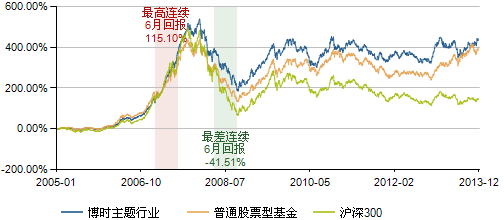 最高连续
6月回报
115.10%
600.00%
400.00%
200.00%
0.00%
-200.00%
最差连续
6月回报
-41.51%
2005-01
2006-10
2008-07
2010-05
2012-02
2013-12
博时主题行业
普通股票型基金
沪深300